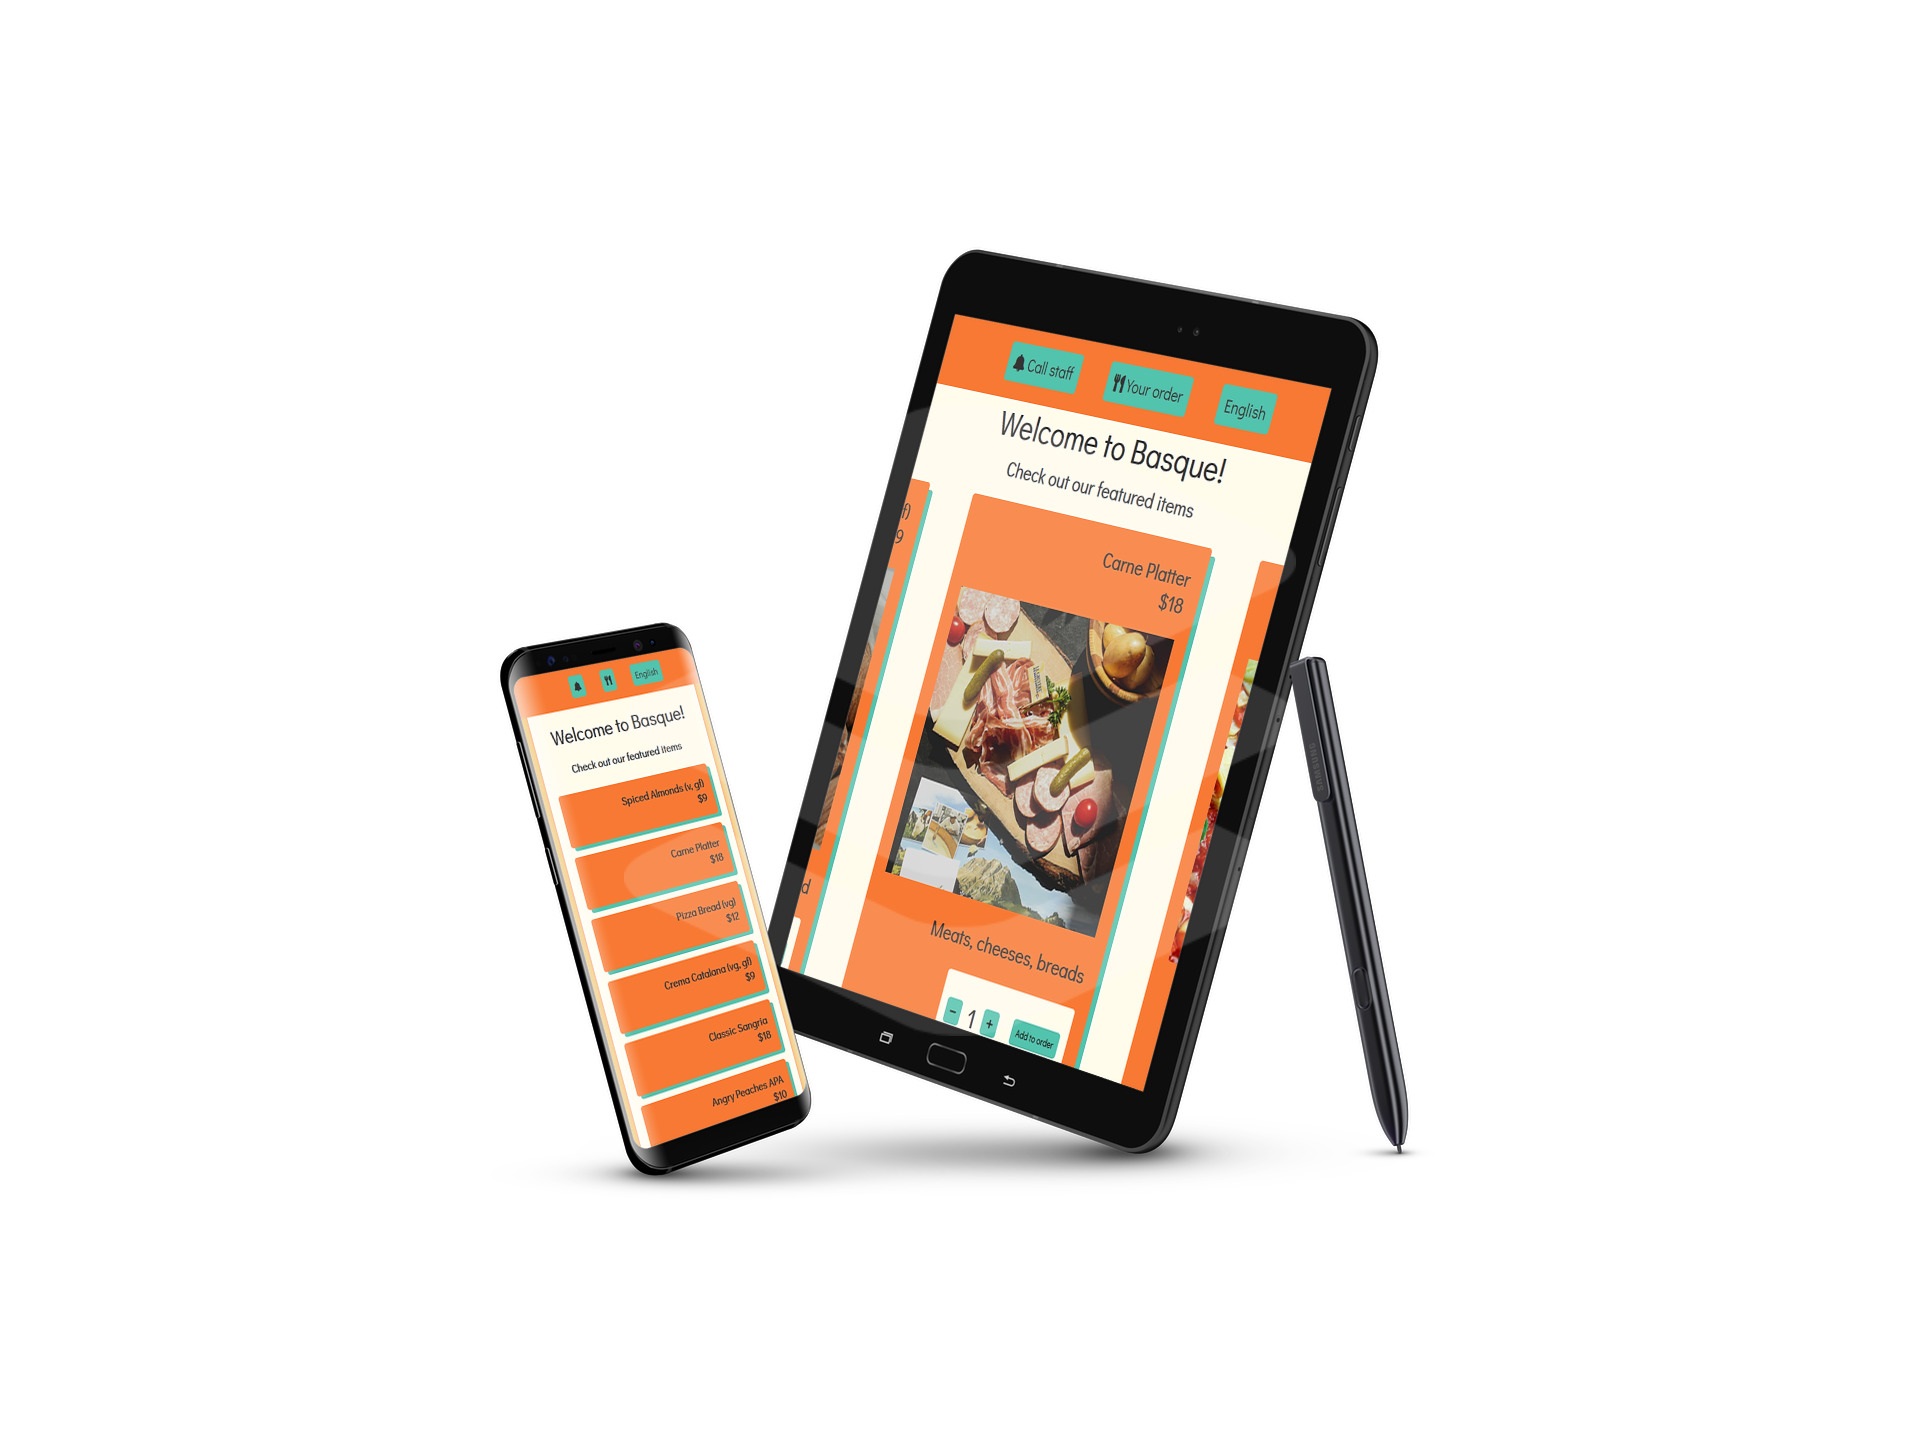 Call staff
Your order
English
Welcome to Basque!
Check out our featured items
f)
9
d
Carne Platter
$18
Meats, cheeses, breads
− 1 +
Add to order
English
Welcome to Basque!
Check out our featured items
Spiced Almonds (v, gf)
$9
Carne Platter
$18
Pizza Bread (vg)
$12
Crema Catalana (vg, gf)
$9
Classic Sangria
$18
Angry Peaches APA
$10
SAMSUNG